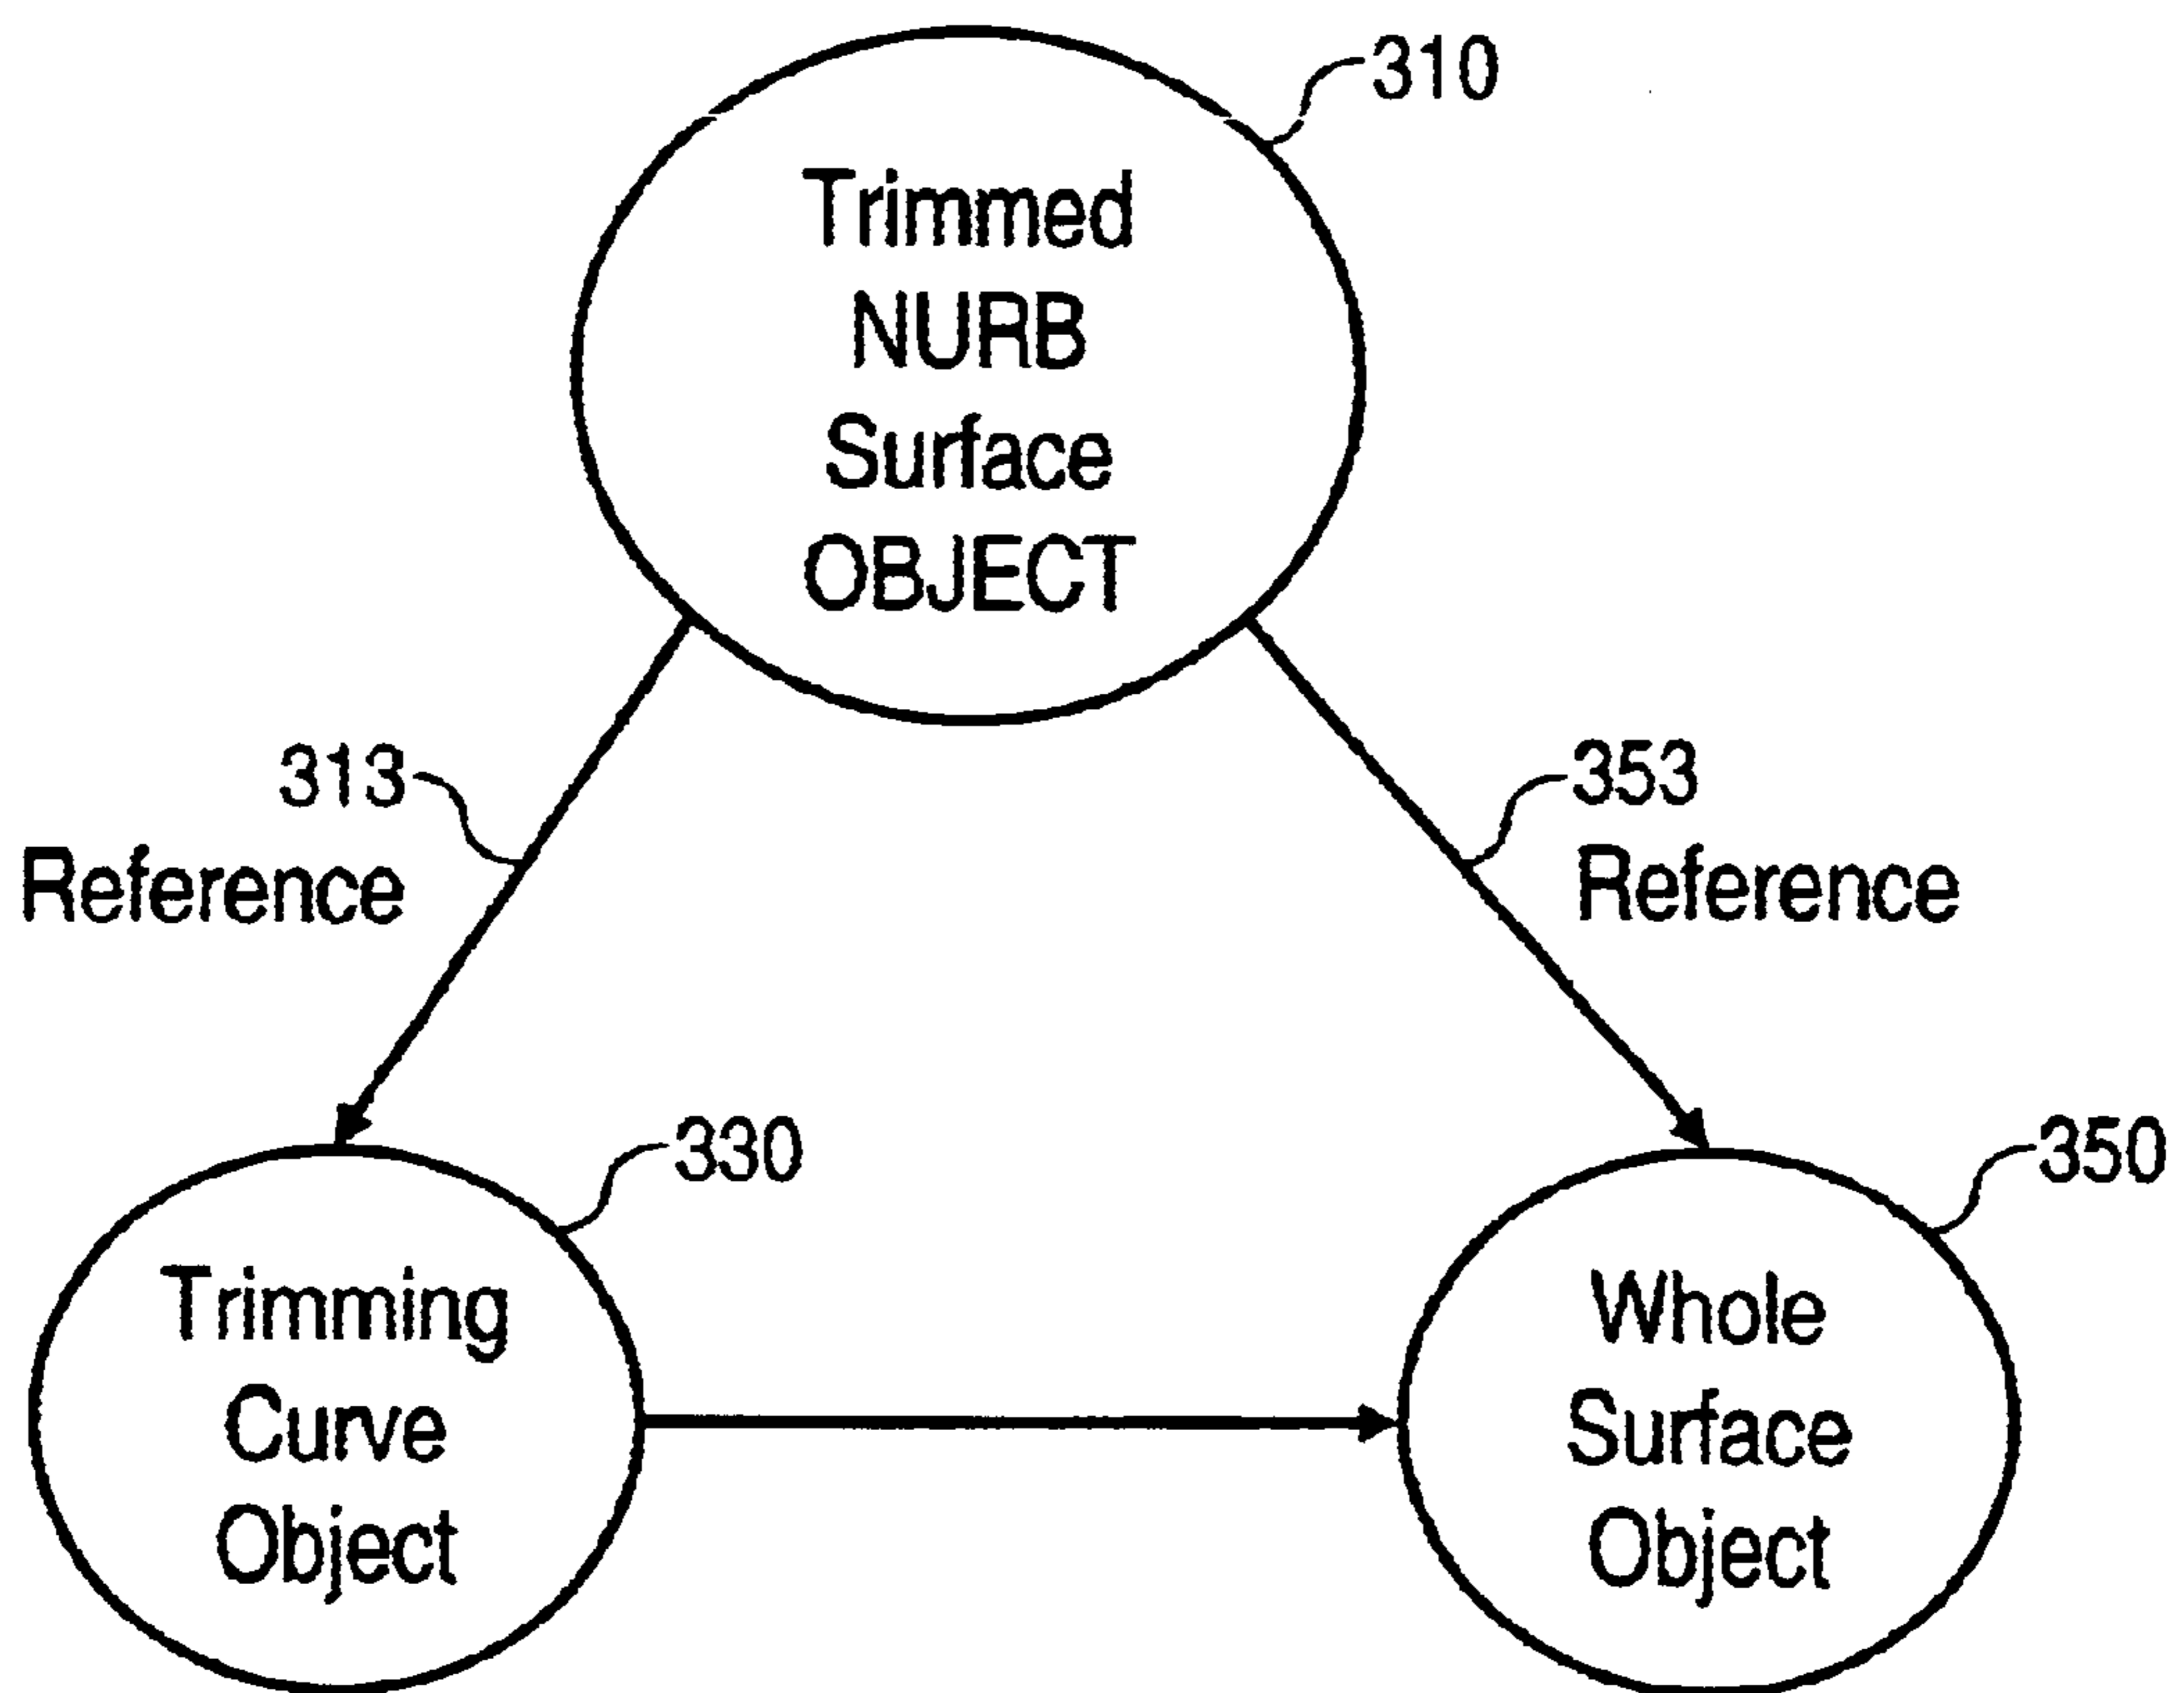 310
Trimmed
NURB
Surface
OBJECT
313
Reference
353
Reference
330
Trimming
Curve
Object
350
Whole
Surface
Object